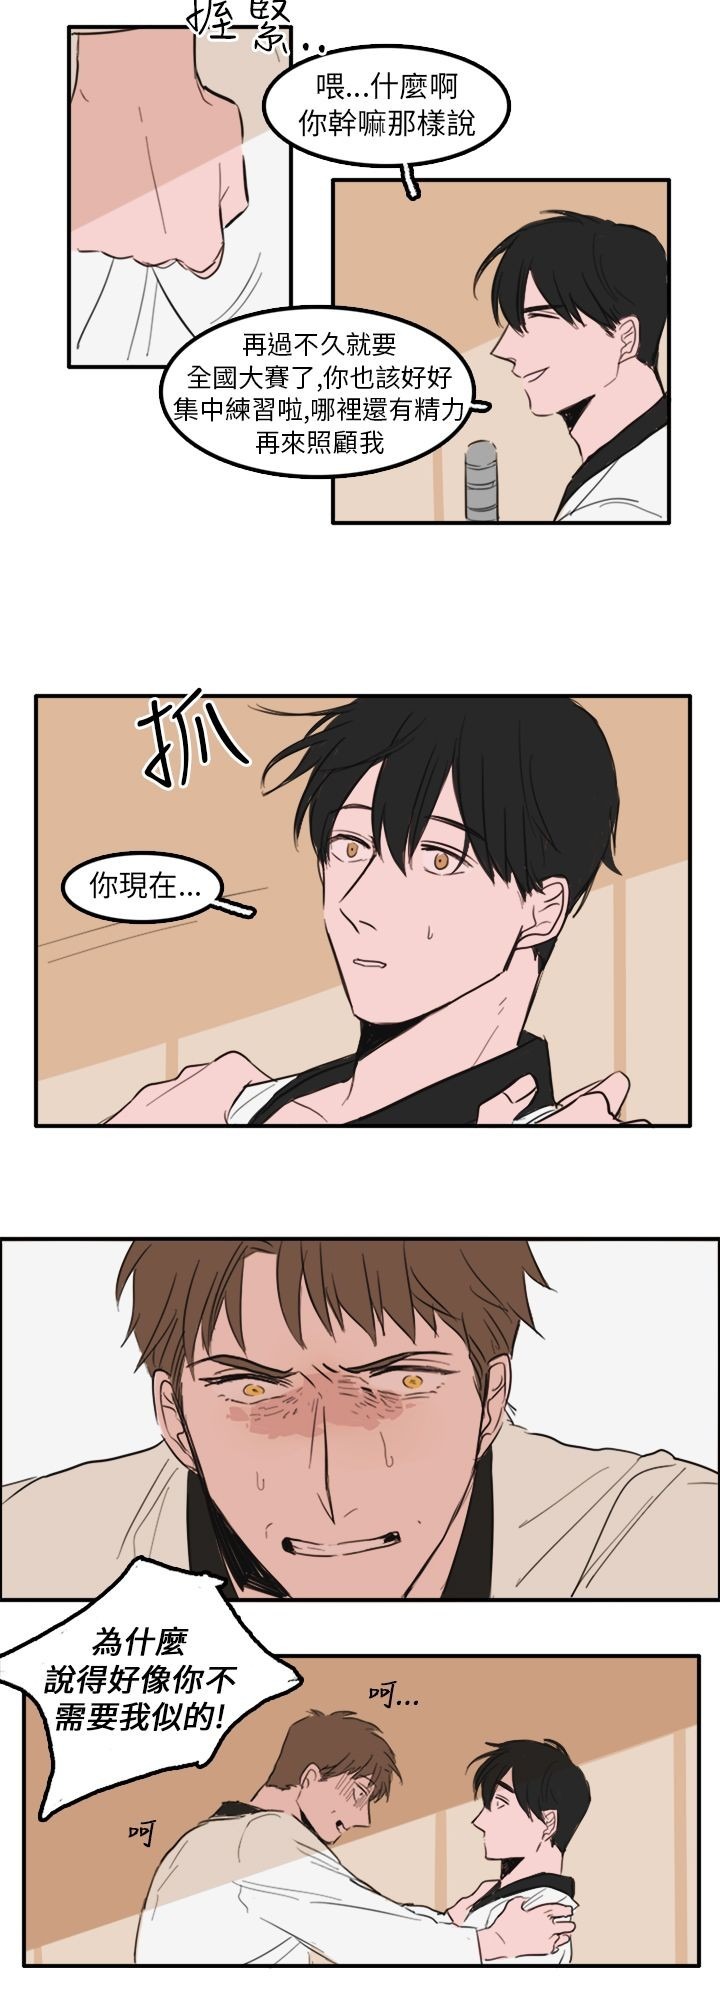 握緊..
喂...什麼啊
你幹嘛那樣說
再過不久就要
全國大賽了,你也該好好
集中練習啦,哪裡還有精力
再來照顧我
抓
你現在...
為什麼
說得好像你不
需要我似的!
呵...
呵